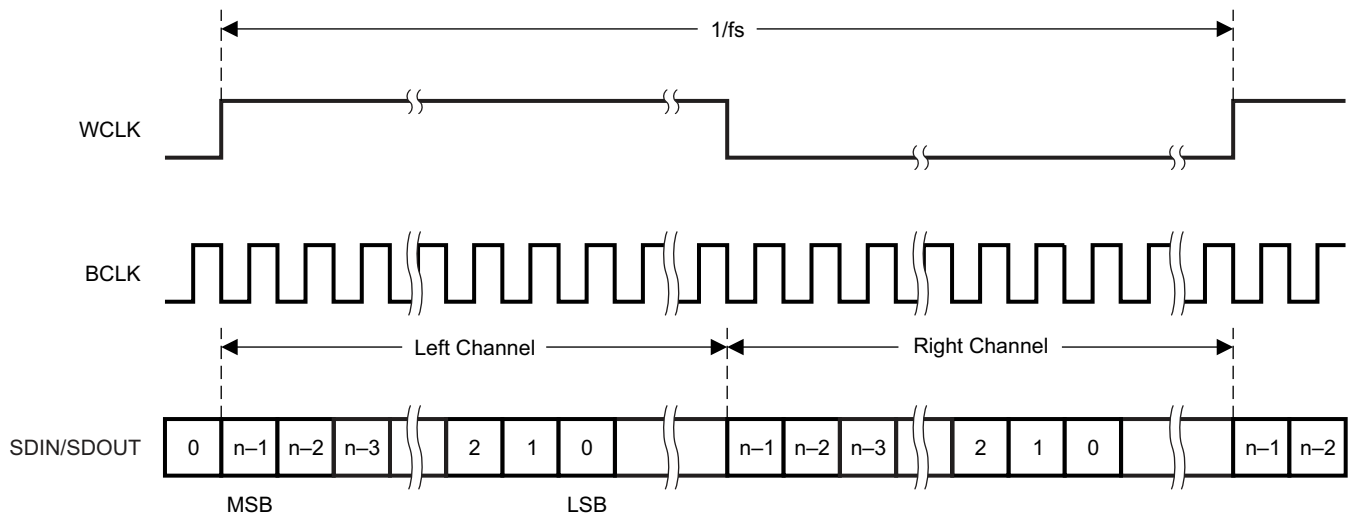 1/fs
WCLK
BCLK
Left Channel
Right Channel
SDIN/SDOUT 0 n–1 n–2 n–3 2 1 0 n–1 n–2 n–3 2 1 0 n–1 n–2
MSB LSB